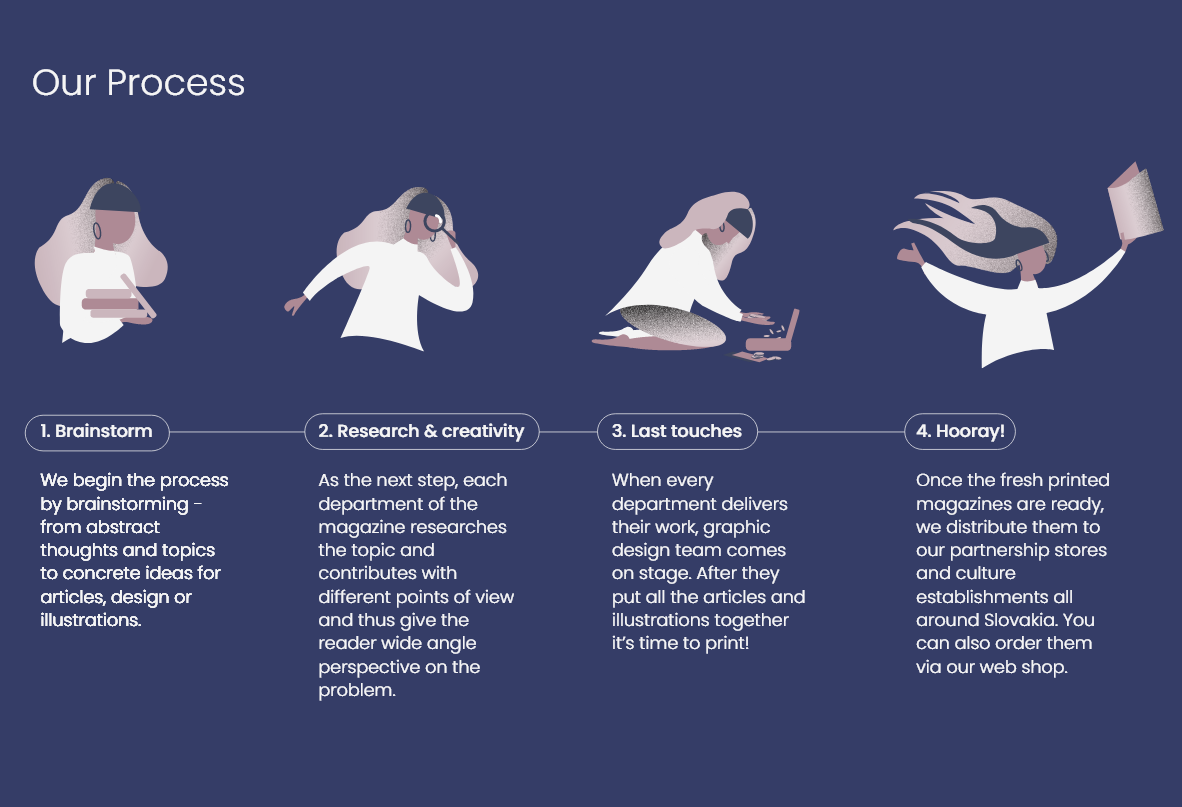 Our Process
1. Brainstorm
We begin the process
by brainstorming –
from abstract
thoughts and topics
to concrete ideas for
articles, design or
illustrations.
2. Research & creativity
As the next step, each
department of the
magazine researches
the topic and
contributes with
different points of view
and thus give the
reader wide angle
perspective on the
problem.
3. Last touches
When every
department delivers
their work, graphic
design team comes
on stage. After they
put all the articles and
illustrations together
it’s time to print!
4. Hooray!
Once the fresh printed
magazines are ready,
we distribute them to
our partnership stores
and culture
establishments all
around Slovakia. You
can also order them
via our web shop.